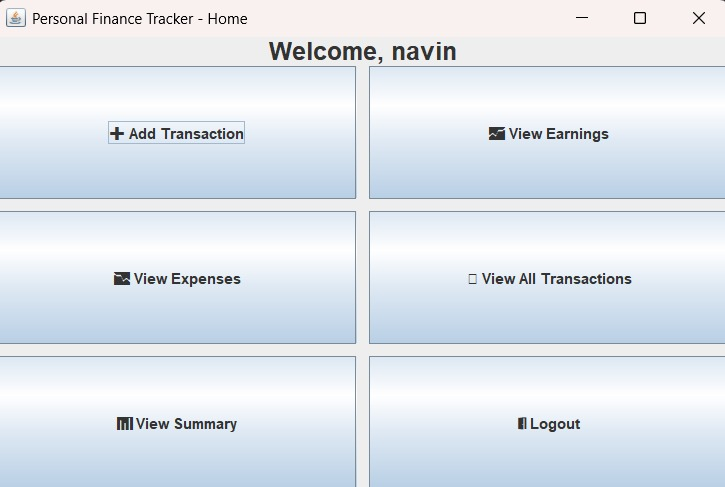 Personal Finance Tracker - Home
Welcome, navin
➕ Add Transaction
📈 View Earnings
📉 View Expenses
View All Transactions
📊 View Summary
🚪 Logout